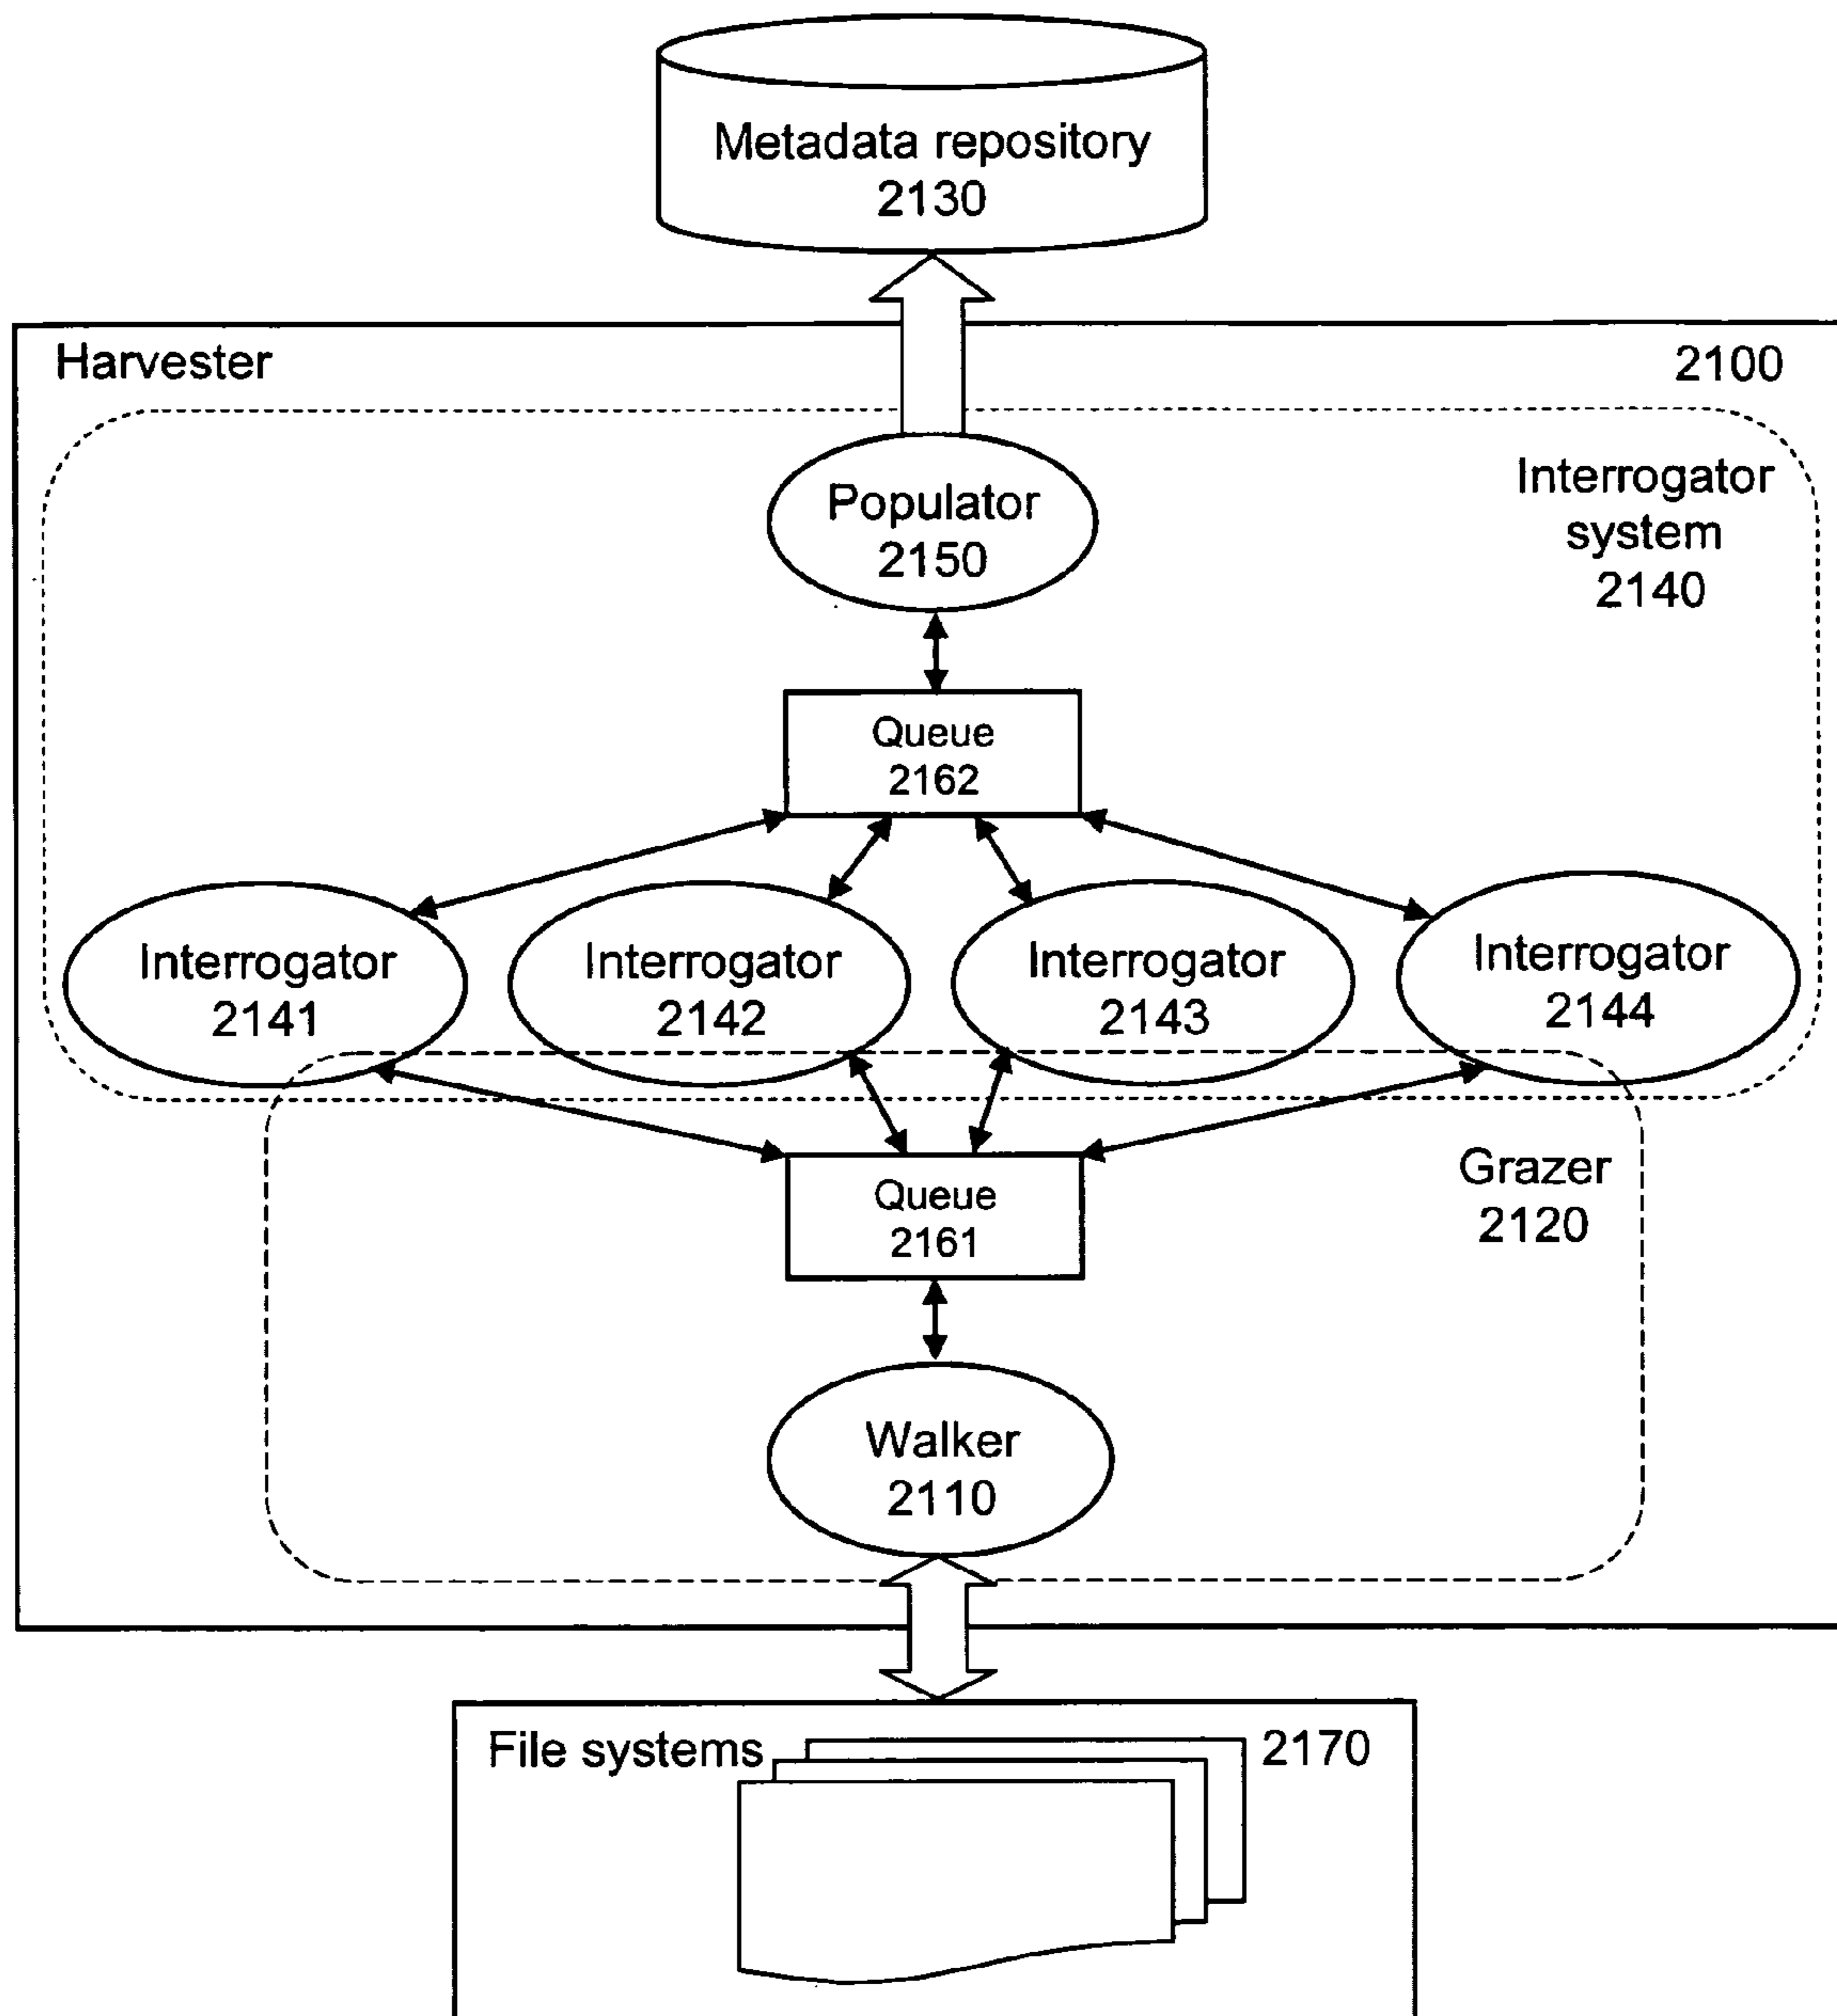 Metadata repository
2130
Harvester
2100
Interrogator
system
2140
Populator
2150
Queue
2162
Interrogator
2141
Interrogator
2142
Interrogator
2143
Interrogator
2144
Grazer
2120
Queue
2161
Walker
2110
File systems
2170